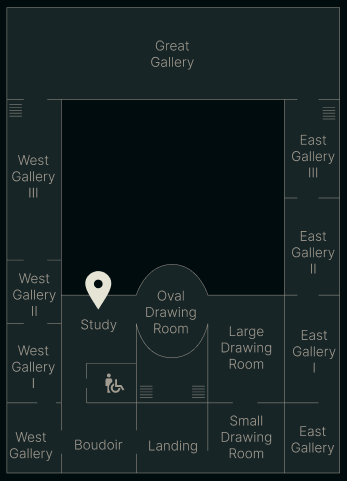 Great
Gallery
West
Gallery
III
East
Gallery
III
East
Gallery
II
West
Gallery
II
Oval
Drawing
Room
Study
Large
Drawing
Room
East
Gallery
I
West
Gallery
I
West
Gallery
Boudoir
Landing
Small
Drawing
Room
East
Gallery